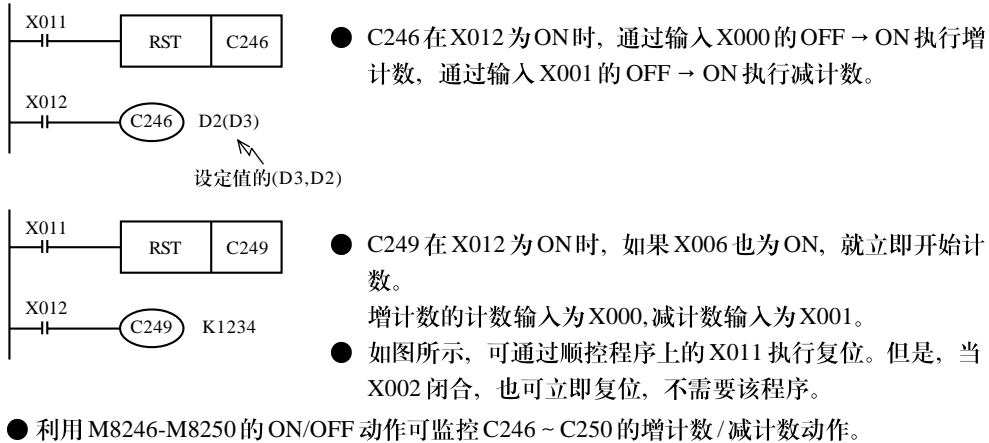 X011
RST C246
X012
C246 D2(D3)
设定值的(D3,D2)
● C246在X012为ON时, 通过输入X000的OFF → ON执行增
计数, 通过输入X001的OFF → ON执行减计数。
X011
RST C249
X012
C249 K1234
● C249在X012为ON时, 如果X006也为ON, 就立即开始计
数。
增计数的计数输入为X000,减计数输入为X001。
● 如图所示, 可通过顺控程序上的X011执行复位。但是, 当
X002闭合, 也可立即复位, 不需要该程序。
● 利用M8246-M8250的ON/OFF动作可监控C246 ~ C250的增计数/减计数动作。